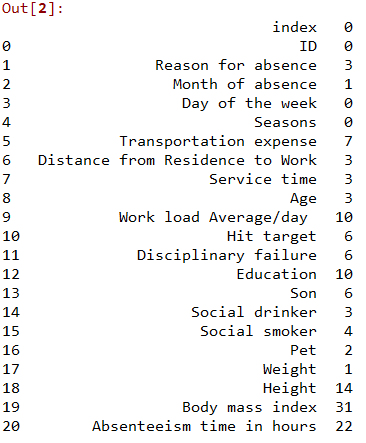 Out[2]:
index 0
0 ID 0
1 Reason for absence 3
2 Month of absence 1
3 Day of the week 0
4 Seasons 0
5 Transportation expense 7
6 Distance from Residence to Work 3
7 Service time 3
8 Age 3
9 Work load Average/day 10
10 Hit target 6
11 Disciplinary failure 6
12 Education 10
13 Son 6
14 Social drinker 3
15 Social smoker 4
16 Pet 2
17 Weight 1
18 Height 14
19 Body mass index 31
20 Absenteeism time in hours 22